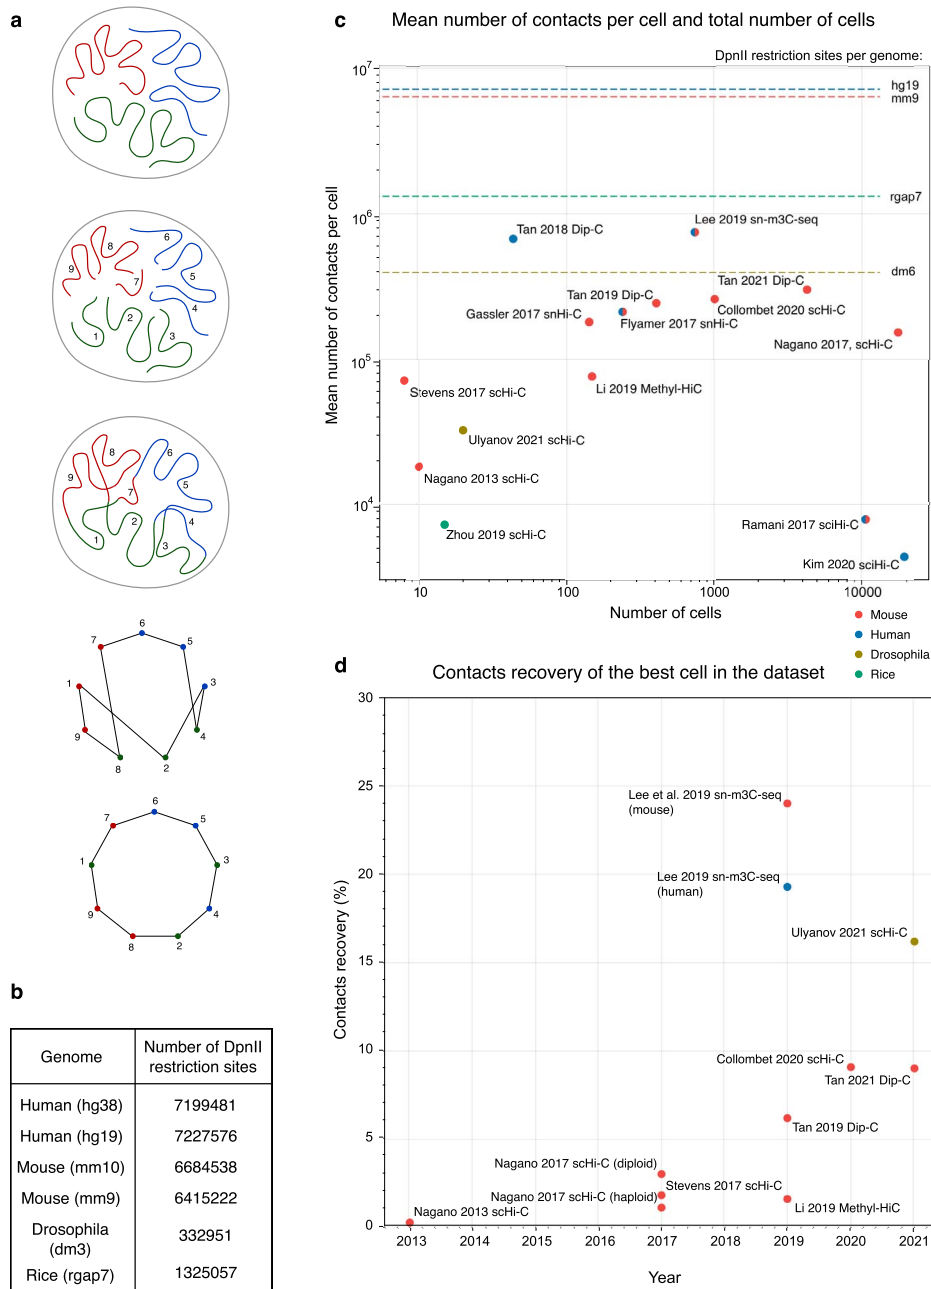 a
9
8
7
6
5
4
1
2
3
9
8
7
6
5
4
1
2
3
6
7
5
1
3
9
4
8
2
6
7
5
1
3
9
4
8
2
b
Genome
Number of DpnII
restriction sites
Human (hg38)
7199481
Human (hg19)
7227576
Mouse (mm10)
6684538
Mouse (mm9)
6415222
Drosophila
(dm3)
332951
Rice (rgap7)
1325057
c
Mean number of contacts per cell and total number of cells
DpnII restriction sites per genome:
10^7
10^6
10^5
10^4
Mean number of contacts per cell
hg19
mm9
rgap7
dm6
Lee 2019 sn-m3C-seq
Tan 2018 Dip-C
Tan 2021 Dip-C
Tan 2019 Dip-C
Collombet 2020 scHi-C
Gassler 2017 snHi-C
Flyamer 2017 snHi-C
Nagano 2017, scHi-C
Stevens 2017 scHi-C
Li 2019 Methyl-HiC
Ulyanov 2021 scHi-C
Nagano 2013 scHi-C
Zhou 2019 scHi-C
Ramani 2017 sciHi-C
Kim 2020 sciHi-C
10
100
1000
10000
Number of cells
Mouse
Human
Drosophila
Rice
d
Contacts recovery of the best cell in the dataset
30
25
20
15
10
5
0
Contacts recovery (%)
Lee et al. 2019 sn-m3C-seq
(mouse)
Lee 2019 sn-m3C-seq
(human)
Ulyanov 2021 scHi-C
Collombet 2020 scHi-C
Tan 2021 Dip-C
Tan 2019 Dip-C
Nagano 2017 scHi-C (diploid)
Stevens 2017 scHi-C
Nagano 2017 scHi-C (haploid)
Li 2019 Methyl-HiC
Nagano 2013 scHi-C
2013
2014
2015
2016
2017
2018
2019
2020
2021
Year